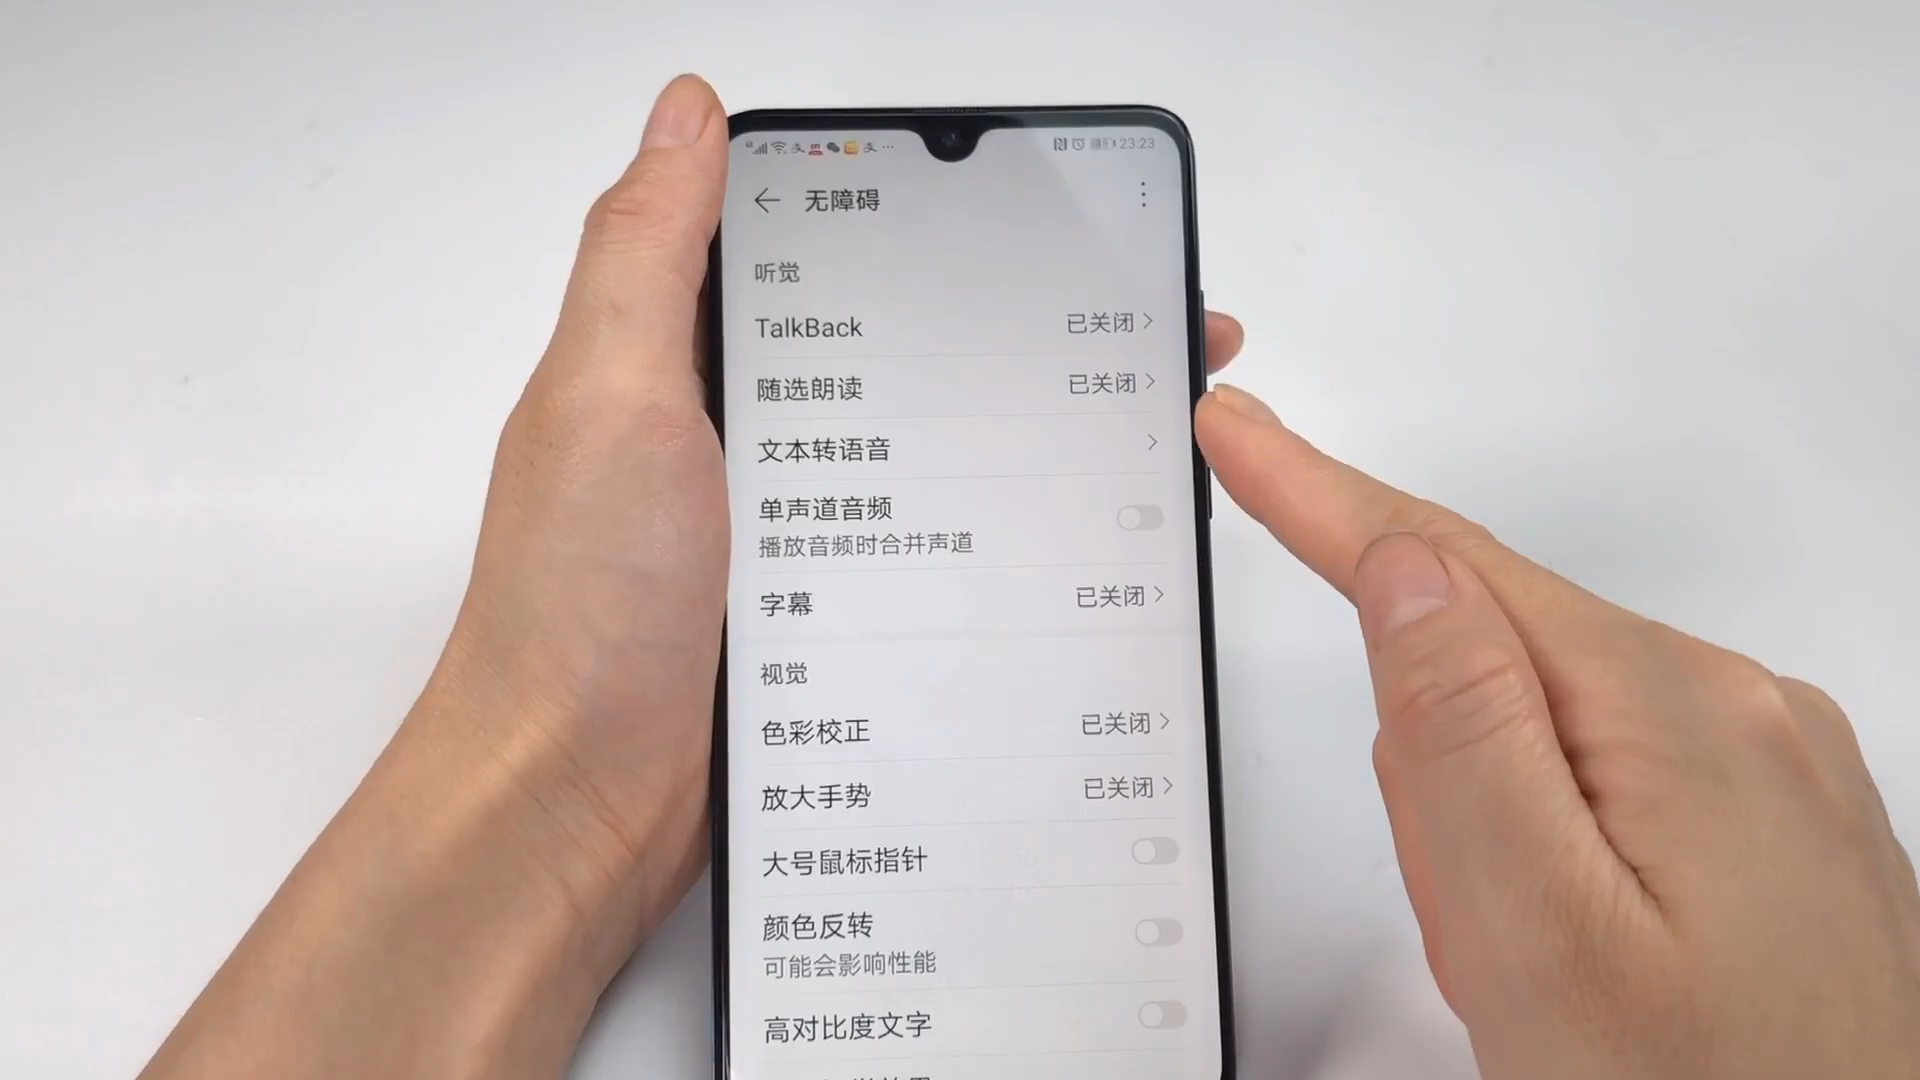 23:23
无障碍
听觉
TalkBack 已关闭
随选朗读 已关闭
文本转语音
单声道音频
播放音频时合并声道
字幕 已关闭
视觉
色彩校正 已关闭
放大手势 已关闭
大号鼠标指针
颜色反转
可能会影响性能
高对比度文字